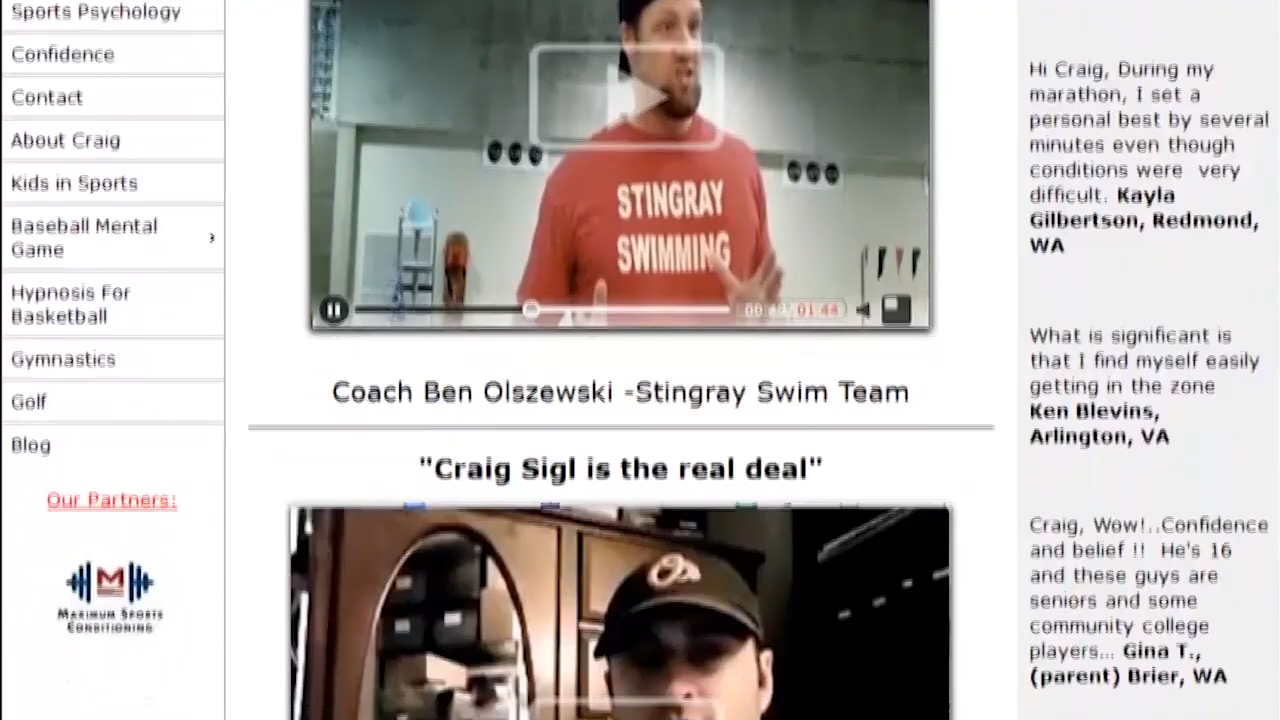 Sports Psychology
Confidence
Contact
About Craig
Kids in Sports
Baseball Mental
Game
Hypnosis For
Basketball
Gymnastics
Golf
Blog
Our Partners:
M
MAXIMUM SPORTS
CONDITIONING
STINGRAY
SWIMMING
01:44
Coach Ben Olszewski -Stingray Swim Team
"Craig Sigl is the real deal"
Hi Craig, During my
marathon, I set a
personal best by several
minutes even though
conditions were very
difficult. Kayla
Gilbertson, Redmond,
WA
What is significant is
that I find myself easily
getting in the zone
Ken Blevins,
Arlington, VA
Craig, Wow!..Confidence
and belief !! He's 16
and these guys are
seniors and some
community college
players... Gina T.,
(parent) Brier, WA